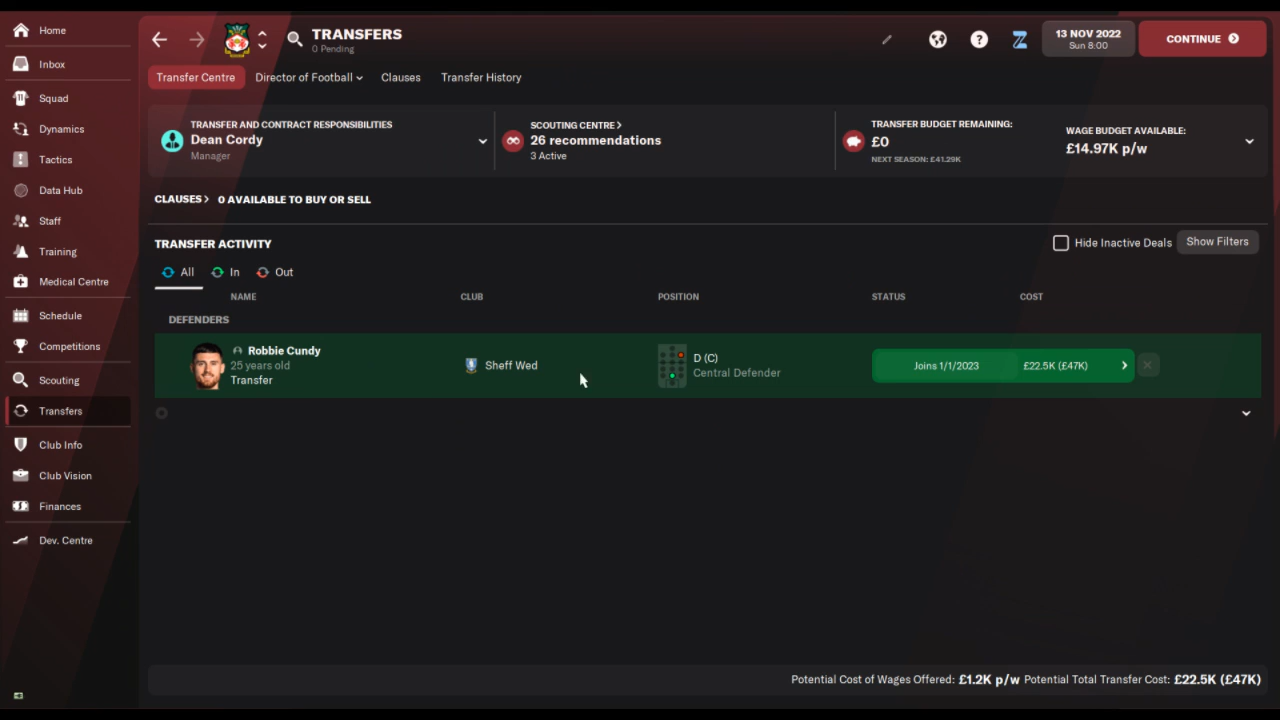 Home
Inbox
Squad
Dynamics
Tactics
Data Hub
Staff
Training
Medical Centre
Schedule
Competitions
Scouting
Transfers
Club Info
Club Vision
Finances
Dev. Centre
TRANSFERS
0 Pending
13 NOV 2022
Sun 8:00
CONTINUE
Transfer Centre
Director of Football
Clauses
Transfer History
TRANSFER AND CONTRACT RESPONSIBILITIES
Dean Cordy
Manager
SCOUTING CENTRE >
26 recommendations
3 Active
TRANSFER BUDGET REMAINING:
£0
NEXT SEASON: £41.29K
WAGE BUDGET AVAILABLE:
£14.97K p/w
CLAUSES > 0 AVAILABLE TO BUY OR SELL
TRANSFER ACTIVITY
Hide Inactive Deals
Show Filters
All
In
Out
NAME CLUB POSITION STATUS COST
DEFENDERS
Robbie Cundy
25 years old
Transfer
Sheff Wed
D (C)
Central Defender
Joins 1/1/2023
£22.5K (£47K)
Potential Cost of Wages Offered: £1.2K p/w Potential Total Transfer Cost: £22.5K (£47K)